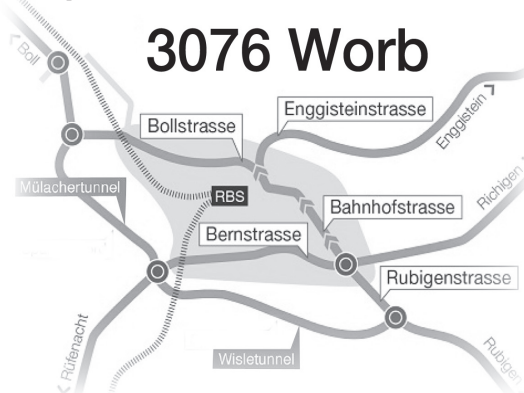 3076 Worb
Boll
Enggisteinstrasse
Bollstrasse
Enggistein
Mülachertunnel
RBS
Richigen
Bahnhofstrasse
Bernstrasse
Rubigenstrasse
Rüfenacht
Wisletunnel
Rubigen